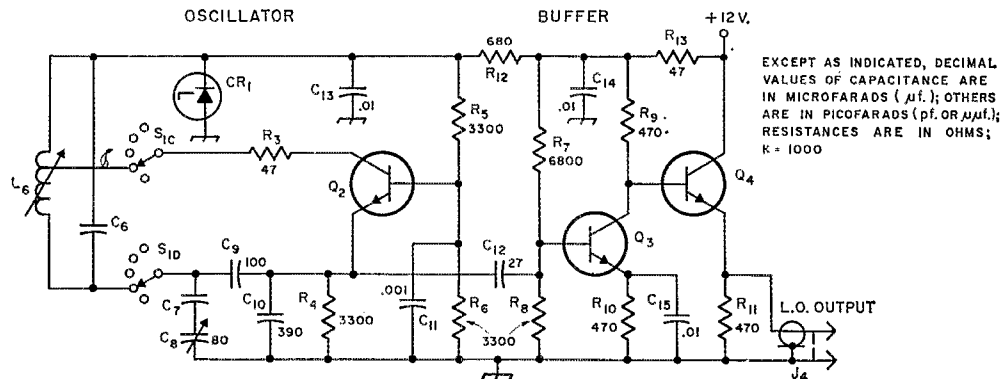 OSCILLATOR
BUFFER
+12V.
680
R12
R13
47
CR1
C13
.01
R5
3300
C14
.01
R9
470
R7
6800
EXCEPT AS INDICATED, DECIMAL
VALUES OF CAPACITANCE ARE
IN MICROFARADS (µf.); OTHERS
ARE IN PICOFARADS (pf. OR µµf.);
RESISTANCES ARE IN OHMS;
K = 1000
S1C
R3
47
Q2
Q4
L6
C6
S1D
C9
100
C12
27
Q3
C7
C8
80
C10
390
R4
3300
.001
C11
R6
3300
R8
R10
470
C15
.01
R11
470
L.O. OUTPUT
J4